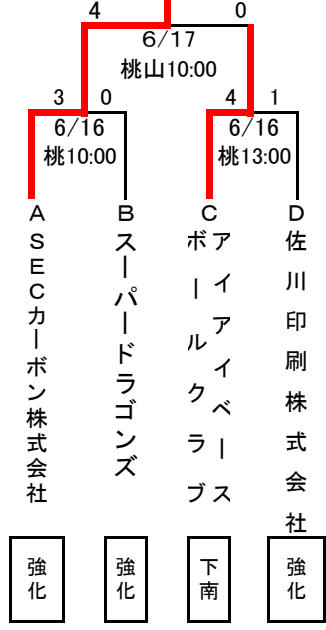 4 0
6/17
桃山10:00
3 0 4 1
6/16 6/16
桃10:00 桃13:00
A B C D
SECカーボン株式会社
スーパードラゴンズ
アイアイベース
ボールクラブ
佐川印刷株式会社
強化
強化
下南
強化